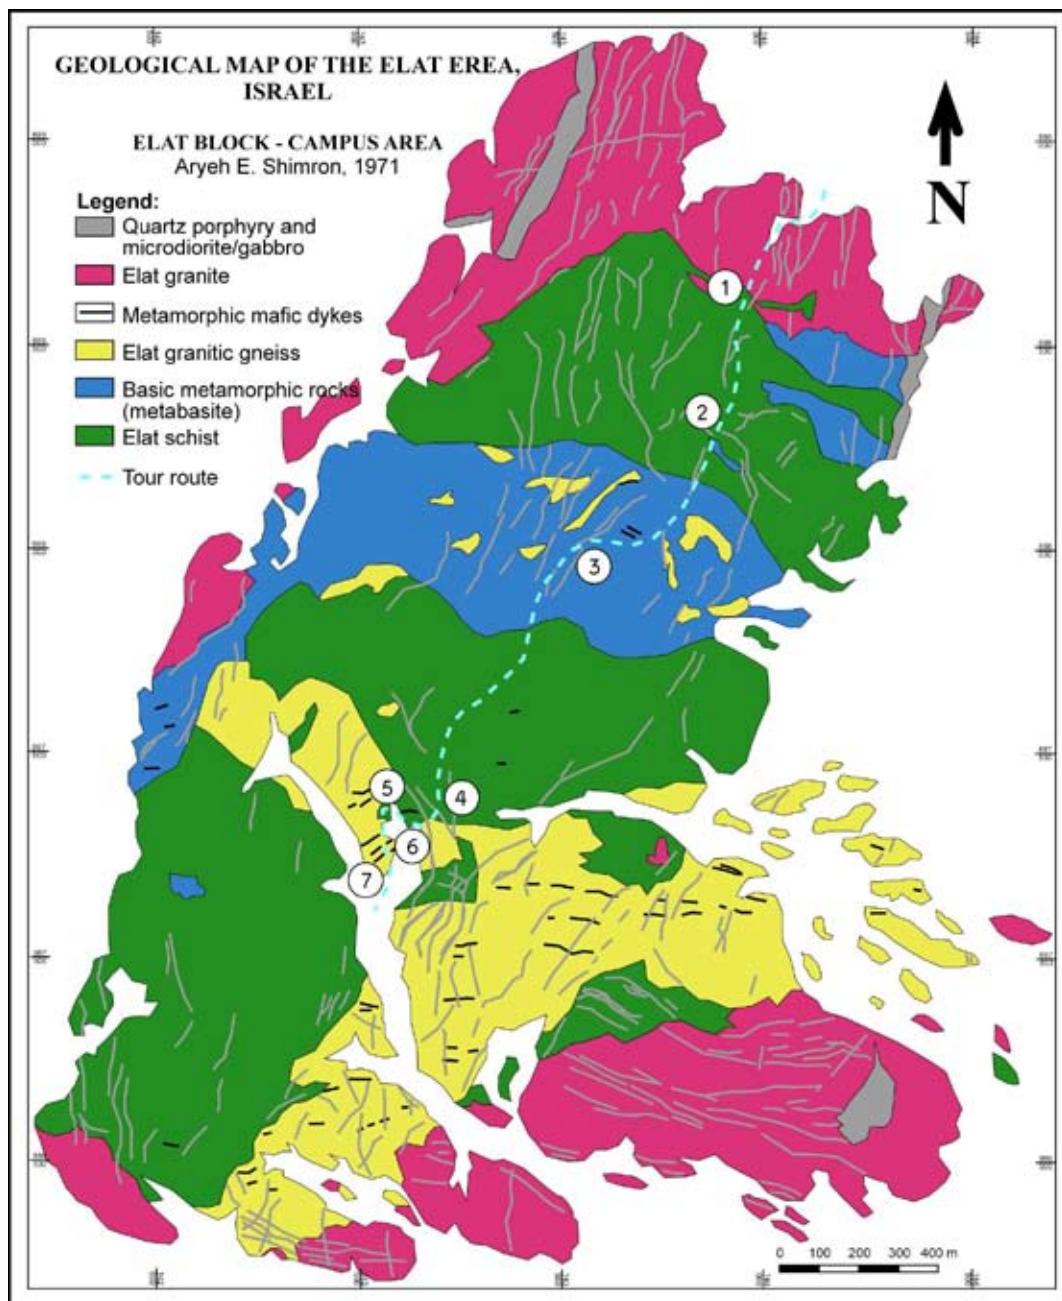 GEOLOGICAL MAP OF THE ELAT EREA,
ISRAEL
ELAT BLOCK - CAMPUS AREA
Aryeh E. Shimron, 1971
Legend:
Quartz porphyry and
microdiorite/gabbro
Elat granite
Metamorphic mafic dykes
Elat granitic gneiss
Basic metamorphic rocks
(metabasite)
Elat schist
Tour route
N
1
2
3
4
5
6
7
0 100 200 300 400 m